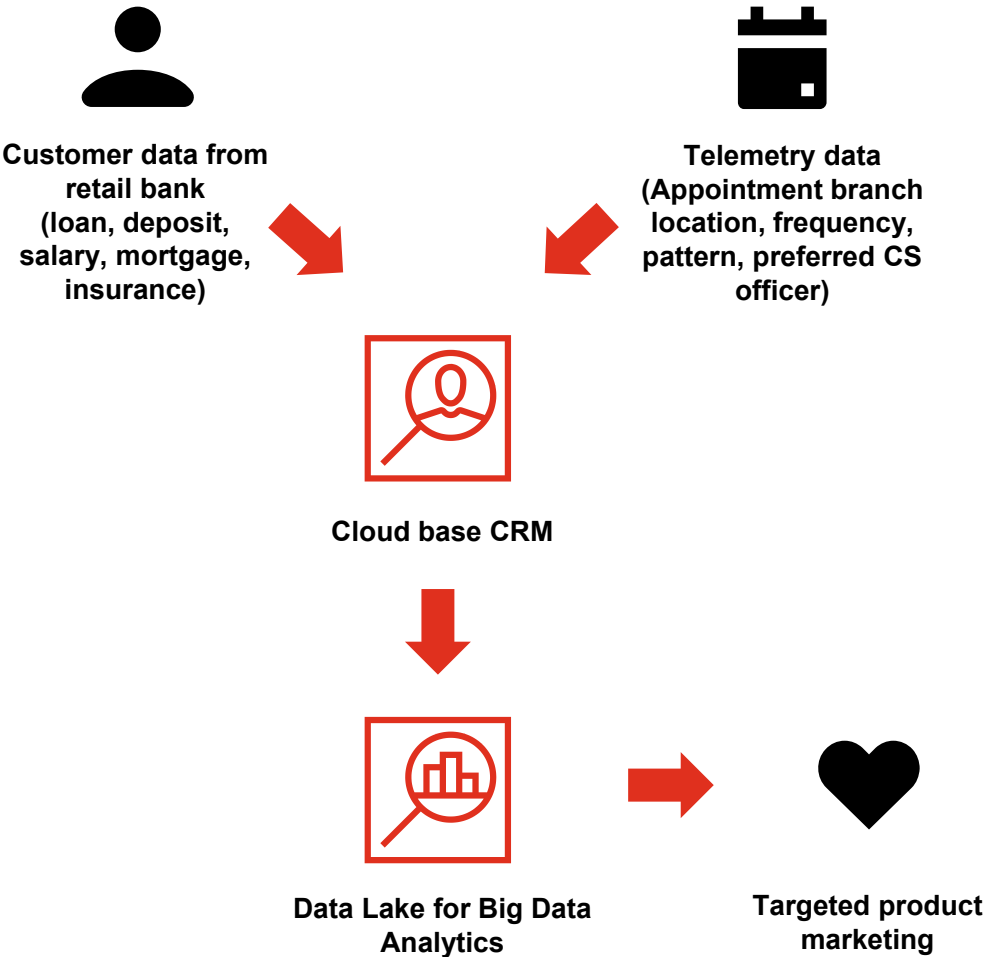 Customer data from
retail bank
(loan, deposit,
salary, mortgage,
insurance)
Telemetry data
(Appointment branch
location, frequency,
pattern, preferred CS
officer)
Cloud base CRM
Data Lake for Big Data
Analytics
Targeted product
marketing